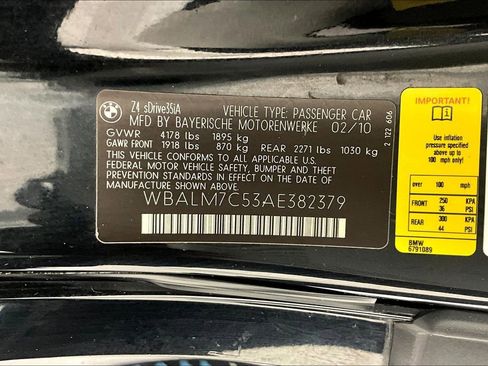 Z4 sDrive35iA VEHICLE TYPE: PASSENGER CAR
MFD BY BAYERISCHE MOTORENWERKE 02/10
GVWR 4178 lbs 1895 kg
GAWR FRONT 1918 lbs 870 kg REAR 2271 lbs 1030 kg
THIS VEHICLE CONFORMS TO ALL APPLICABLE U.S.
FEDERAL MOTOR VEHICLE SAFETY, BUMPER AND THEFT
PREVENTION STANDARDS IN EFFECT ON THE DATE OF
MANUFACTURE SHOWN ABOVE.
WBALM7C53AE382379
2 122 606
Use inflation
pressure specified
above up to
100 mph only!
over 100 mph
FRONT 250 KPA
36 PSI
REAR 300 KPA
44 PSI
BMW
6791089